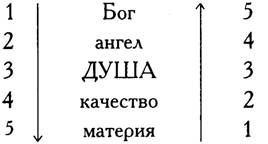 1 Бог 5
2 ангел 4
3 ДУША 3
4 качество 2
5 материя 1